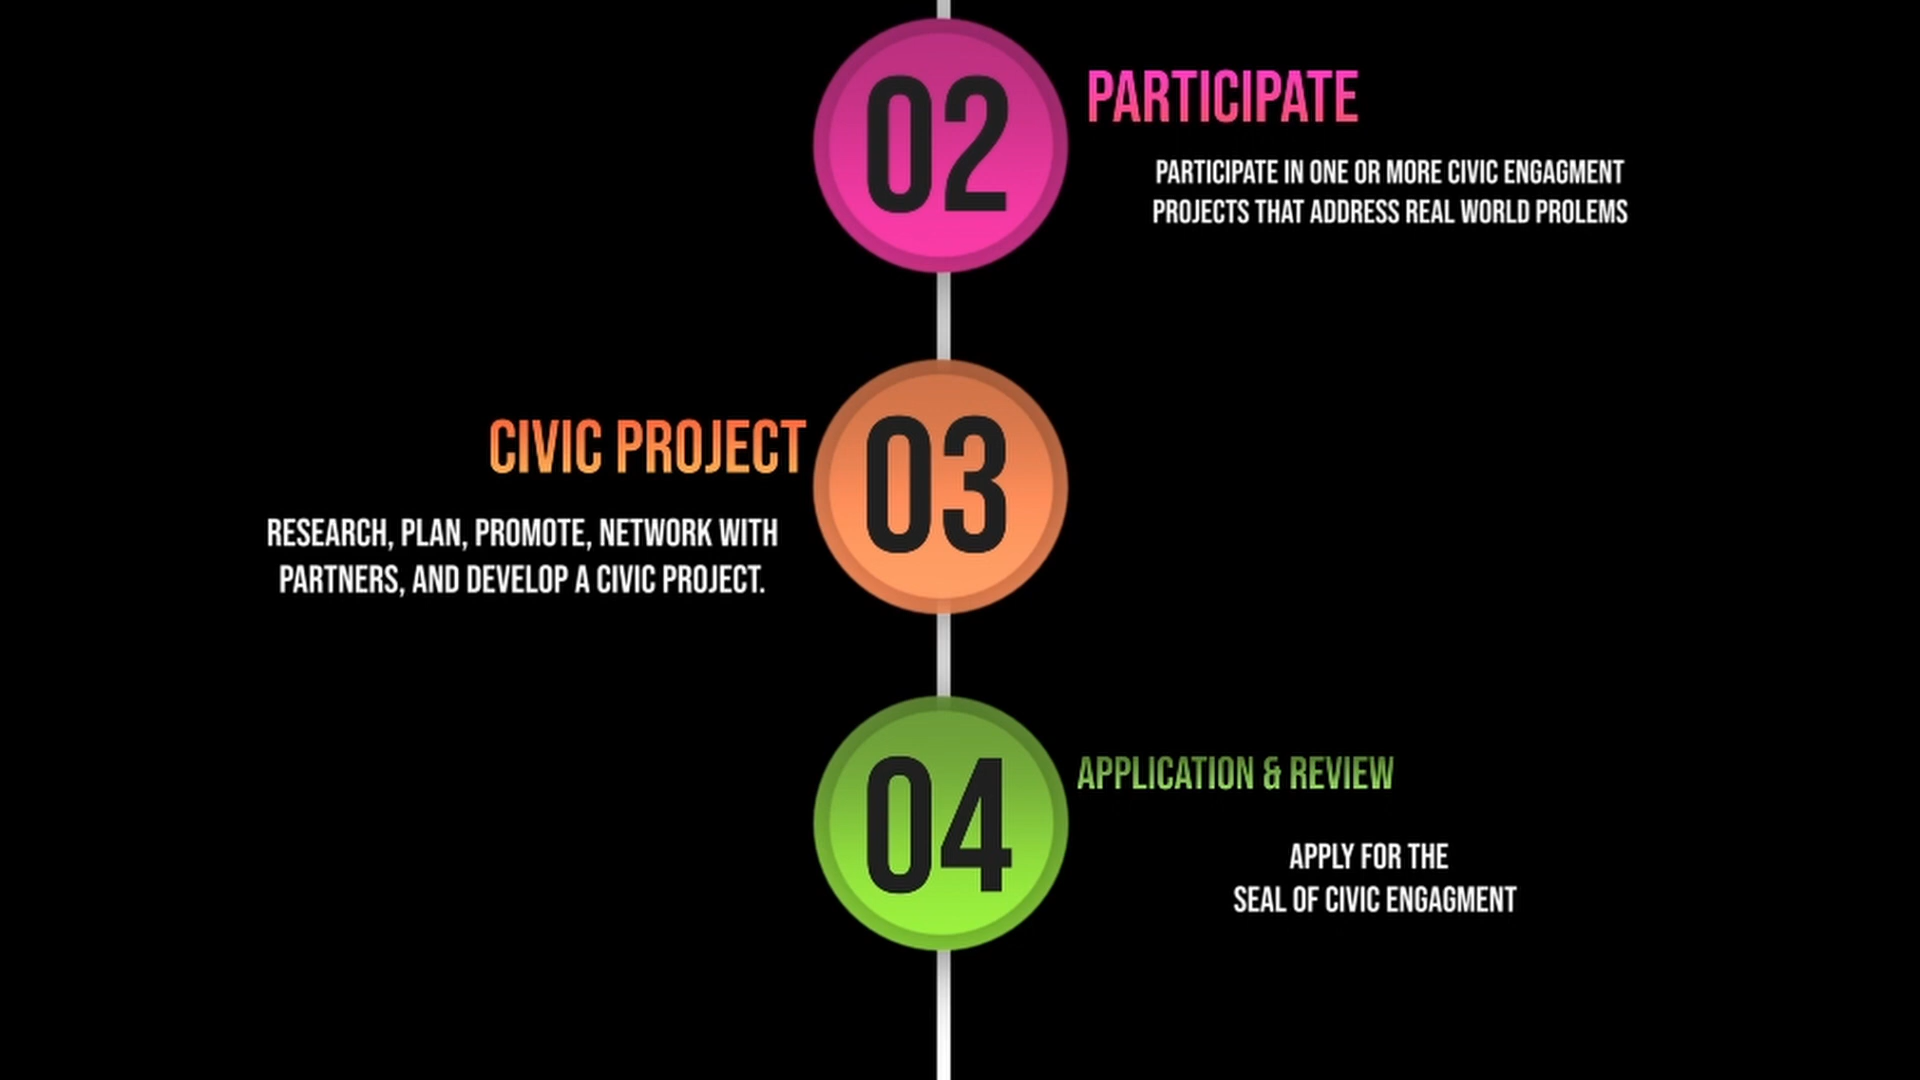 02
PARTICIPATE
PARTICIPATE IN ONE OR MORE CIVIC ENGAGMENT
PROJECTS THAT ADDRESS REAL WORLD PROLEMS
03
CIVIC PROJECT
RESEARCH, PLAN, PROMOTE, NETWORK WITH
PARTNERS, AND DEVELOP A CIVIC PROJECT.
04
APPLICATION & REVIEW
APPLY FOR THE
SEAL OF CIVIC ENGAGMENT